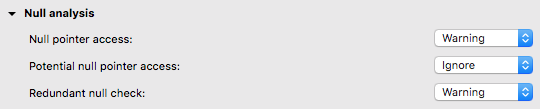 Null analysis
Null pointer access: Warning
Potential null pointer access: Ignore
Redundant null check: Warning